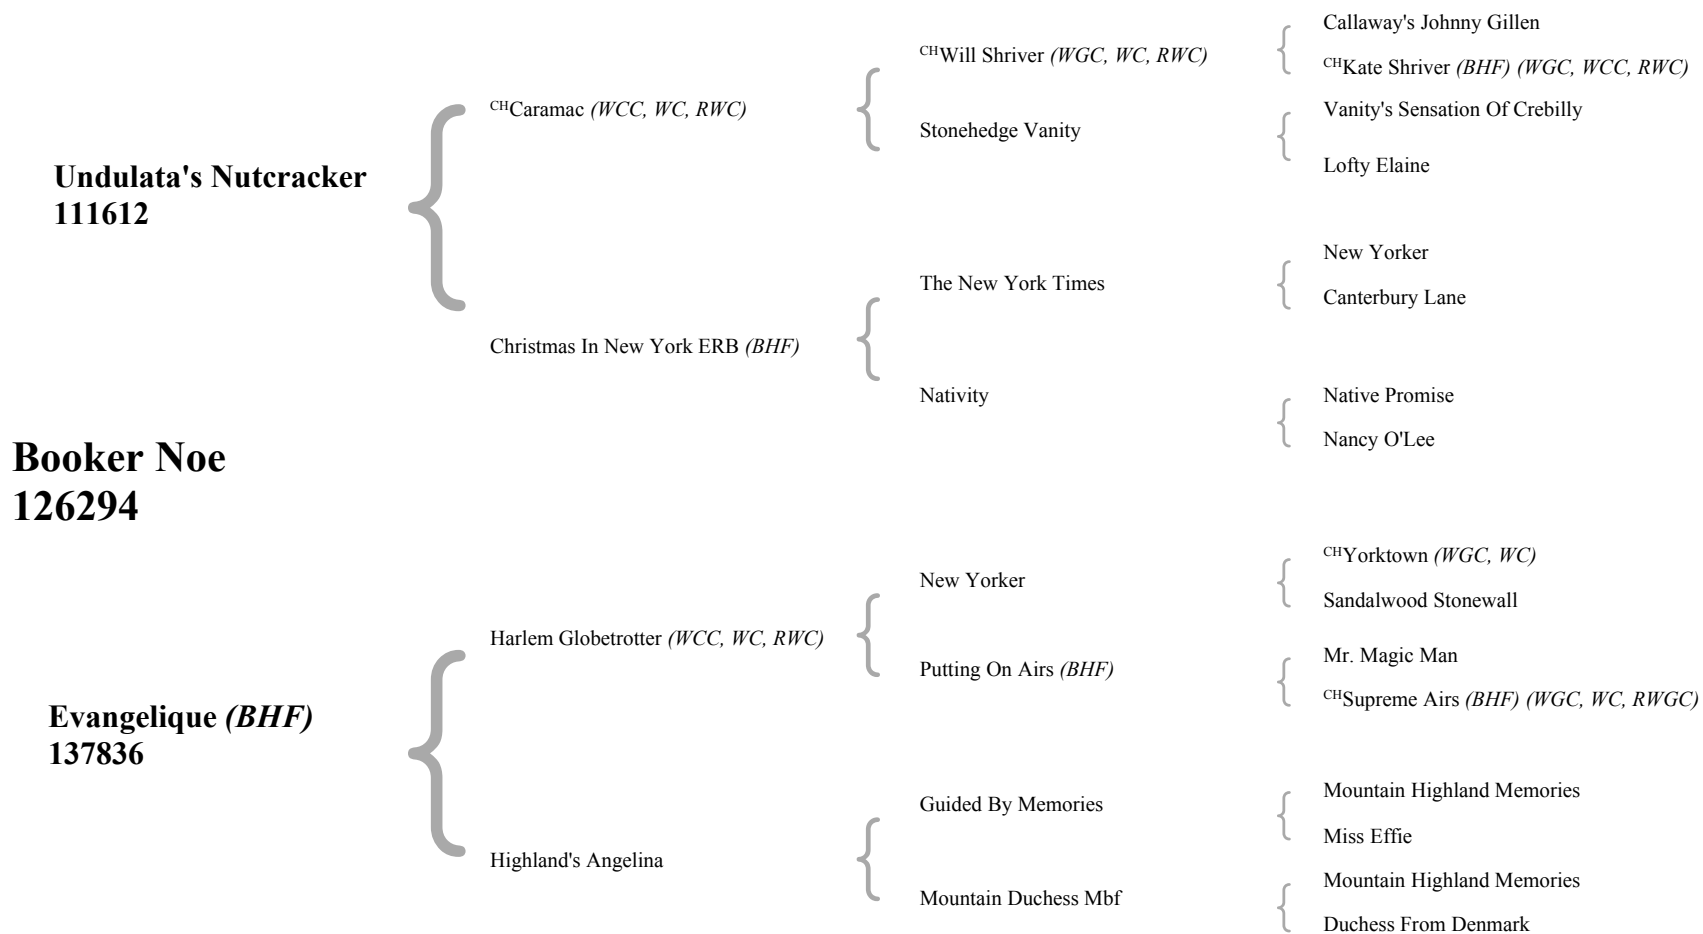 Callaway's Johnny Gillen
CHWill Shriver (WGC, WC, RWC)
CHKate Shriver (BHF) (WGC, WCC, RWC)
CHCaramac (WCC, WC, RWC)
Vanity's Sensation Of Crebilly
Stonehedge Vanity
Lofty Elaine
Undulata's Nutcracker
111612
New Yorker
The New York Times
Canterbury Lane
Christmas In New York ERB (BHF)
Native Promise
Nativity
Nancy O'Lee
Booker Noe
126294
CHYorktown (WGC, WC)
New Yorker
Sandalwood Stonewall
Harlem Globetrotter (WCC, WC, RWC)
Mr. Magic Man
Putting On Airs (BHF)
CHSupreme Airs (BHF) (WGC, WC, RWGC)
Evangelique (BHF)
137836
Mountain Highland Memories
Guided By Memories
Miss Effie
Highland's Angelina
Mountain Highland Memories
Mountain Duchess Mbf
Duchess From Denmark